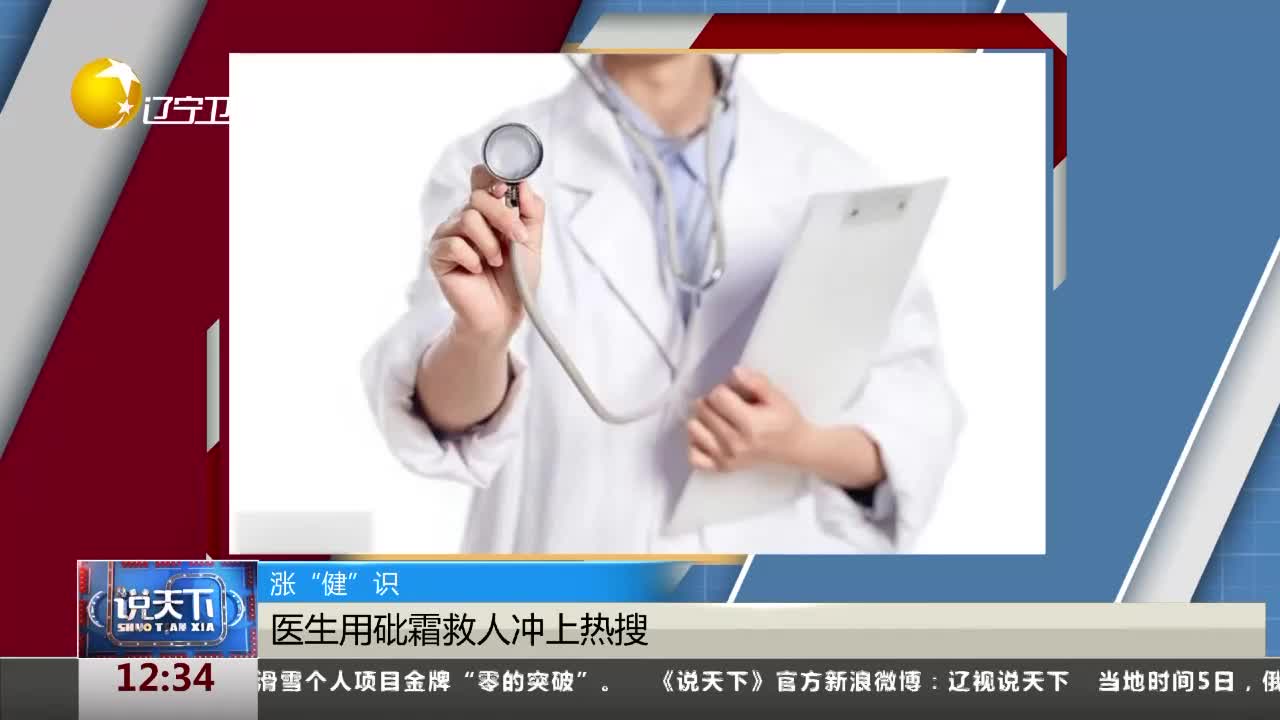 辽宁卫
涨“健”识
医生用砒霜救人冲上热搜
说天下
SHUO TIAN XIA
12:34
滑雪个人项目金牌“零的突破”。 《说天下》官方新浪微博：辽视说天下 当地时间5日，俄